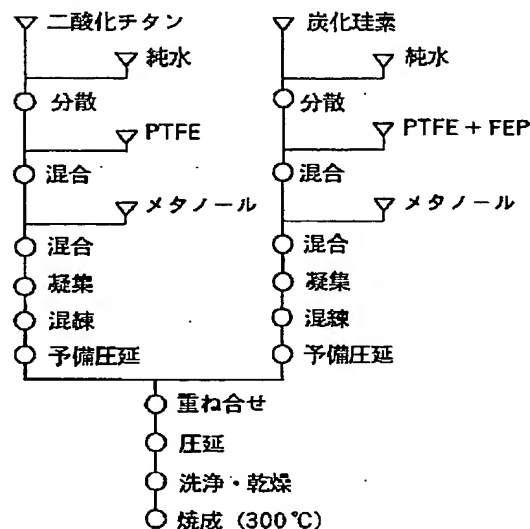 二酸化チタン
純水
分散
PTFE
混合
メタノール
混合
凝集
混練
予備圧延
炭化珪素
純水
分散
PTFE + FEP
混合
メタノール
混合
凝集
混練
予備圧延
重ね合せ
圧延
洗浄・乾燥
焼成 (300℃)